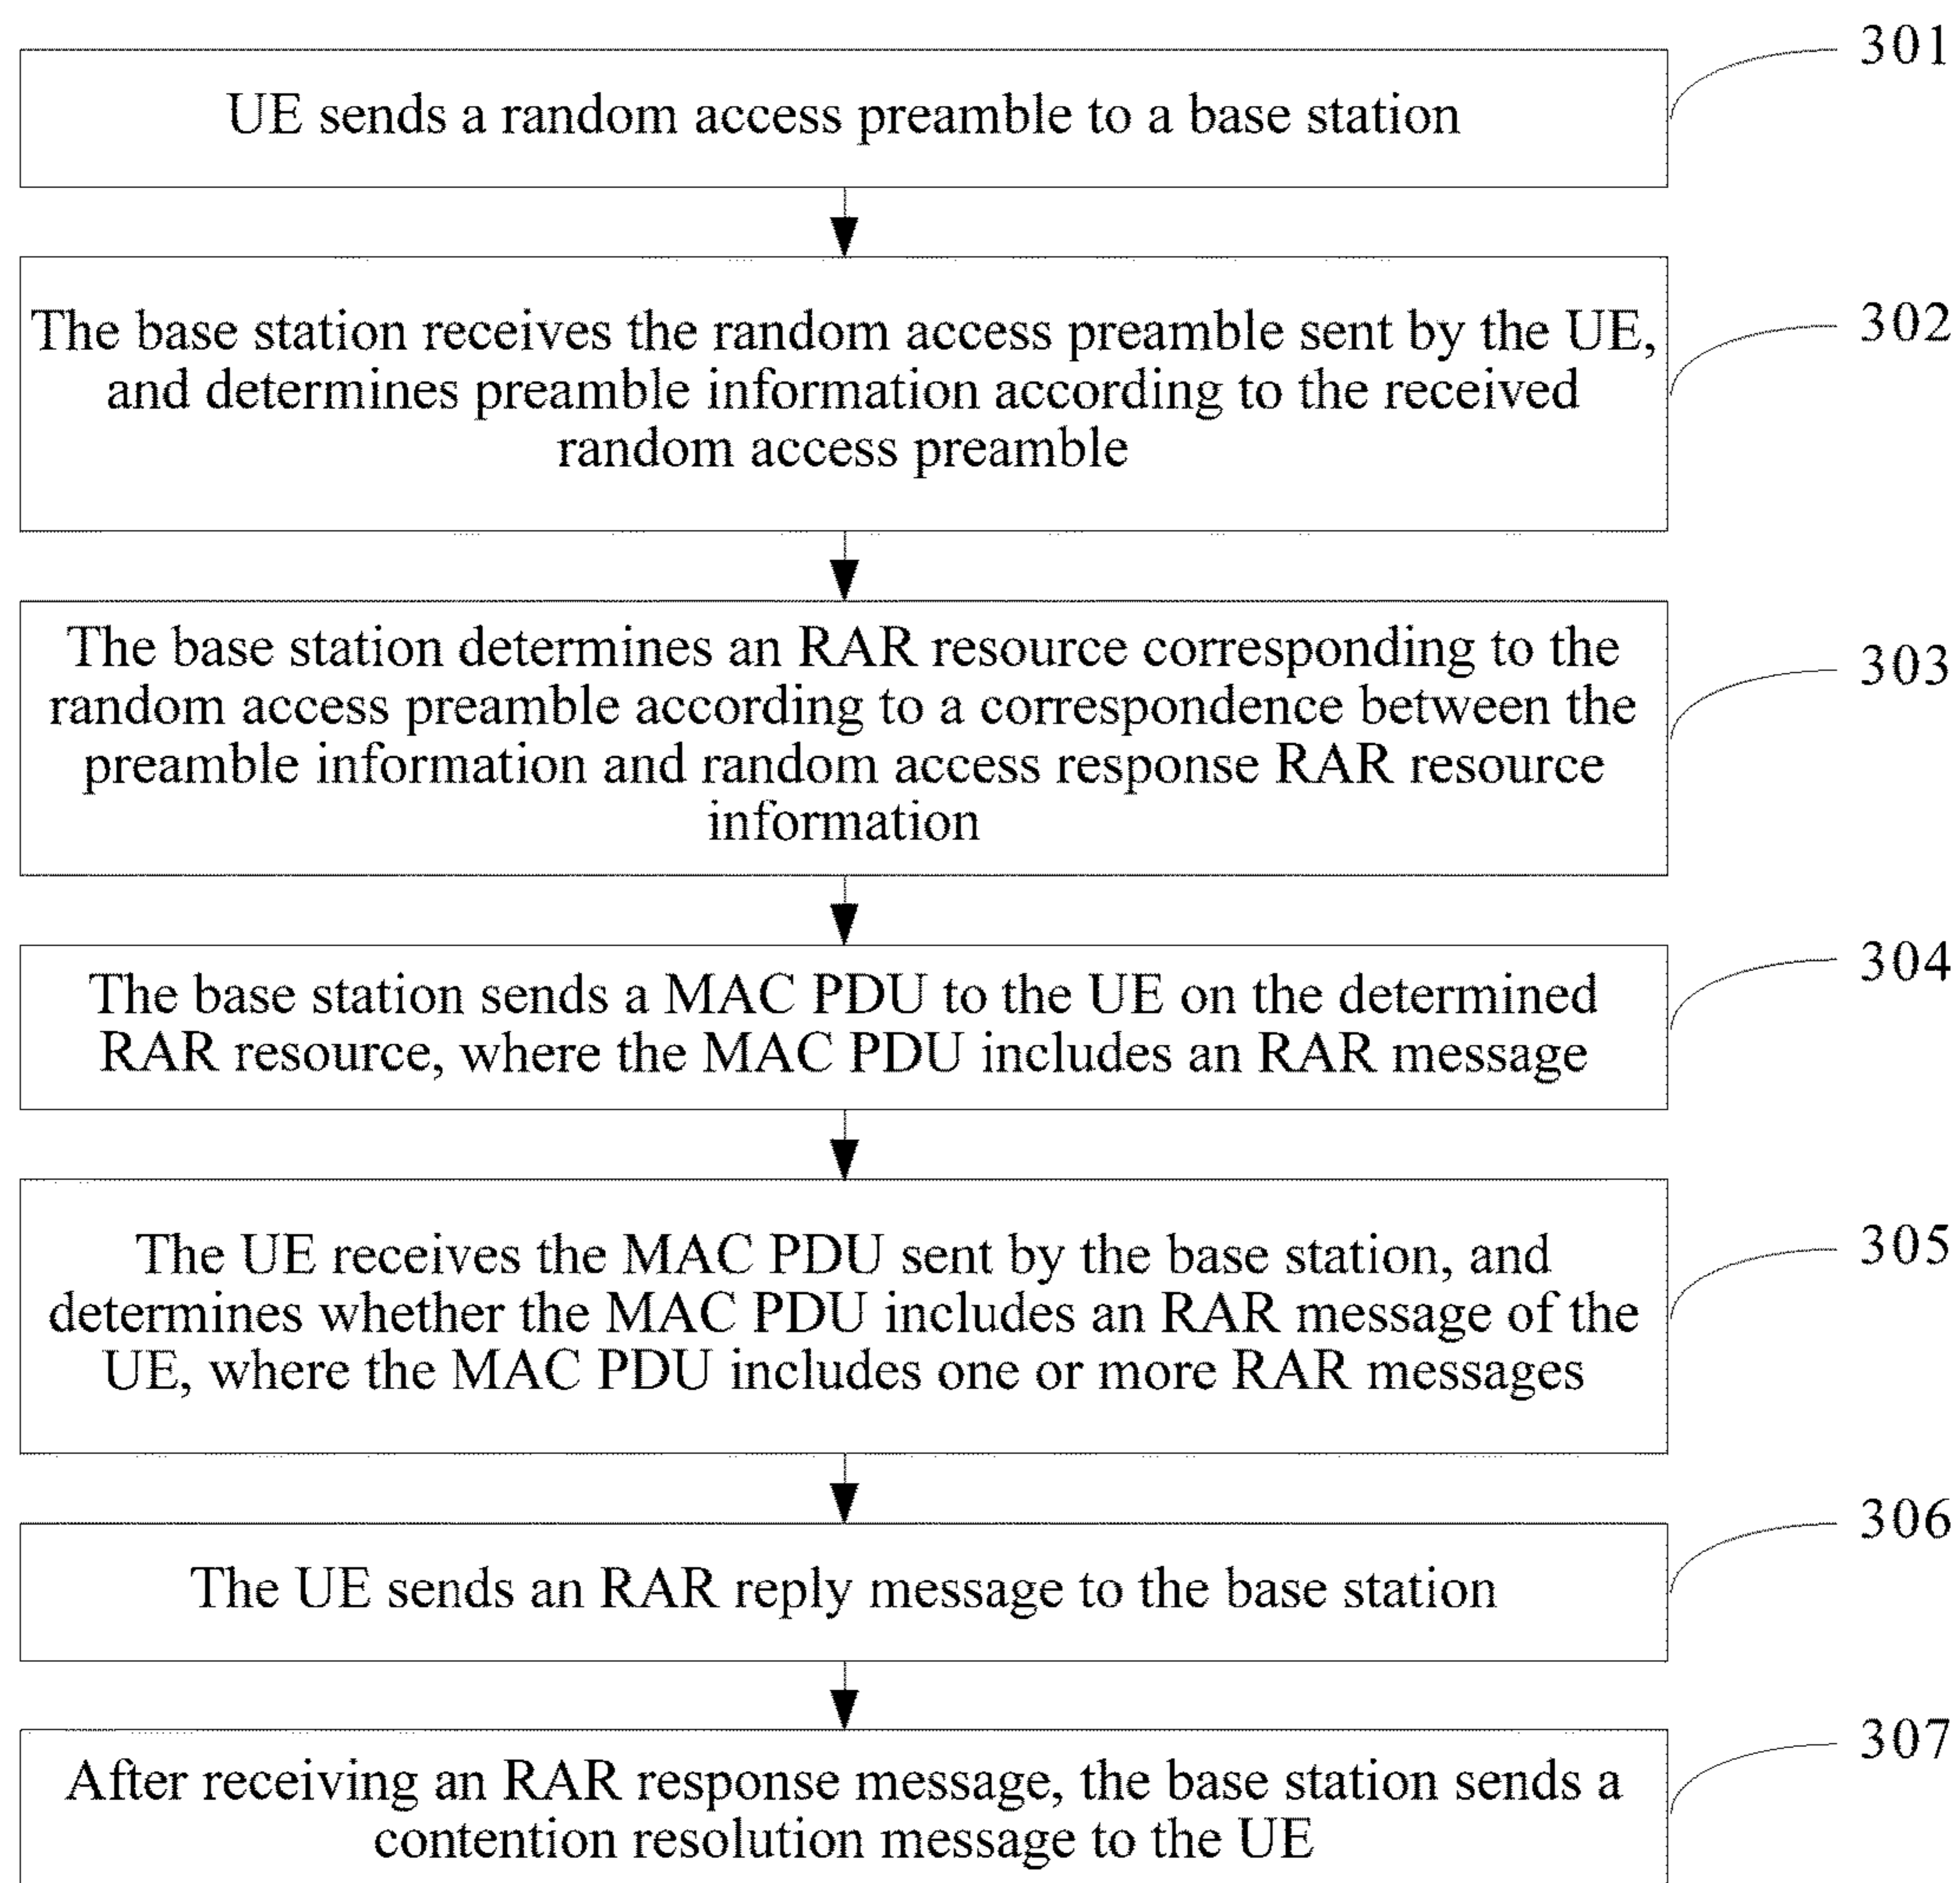 301
UE sends a random access preamble to a base station
302
The base station receives the random access preamble sent by the UE,
and determines preamble information according to the received
random access preamble
303
The base station determines an RAR resource corresponding to the
random access preamble according to a correspondence between the
preamble information and random access response RAR resource
information
304
The base station sends a MAC PDU to the UE on the determined
RAR resource, where the MAC PDU includes an RAR message
305
The UE receives the MAC PDU sent by the base station, and
determines whether the MAC PDU includes an RAR message of the
UE, where the MAC PDU includes one or more RAR messages
306
The UE sends an RAR reply message to the base station
307
After receiving an RAR response message, the base station sends a
contention resolution message to the UE